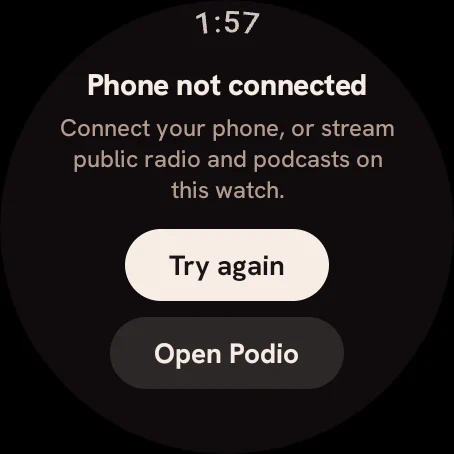 1:57
Phone not connected
Connect your phone, or stream
public radio and podcasts on
this watch.
Try again
Open Podio